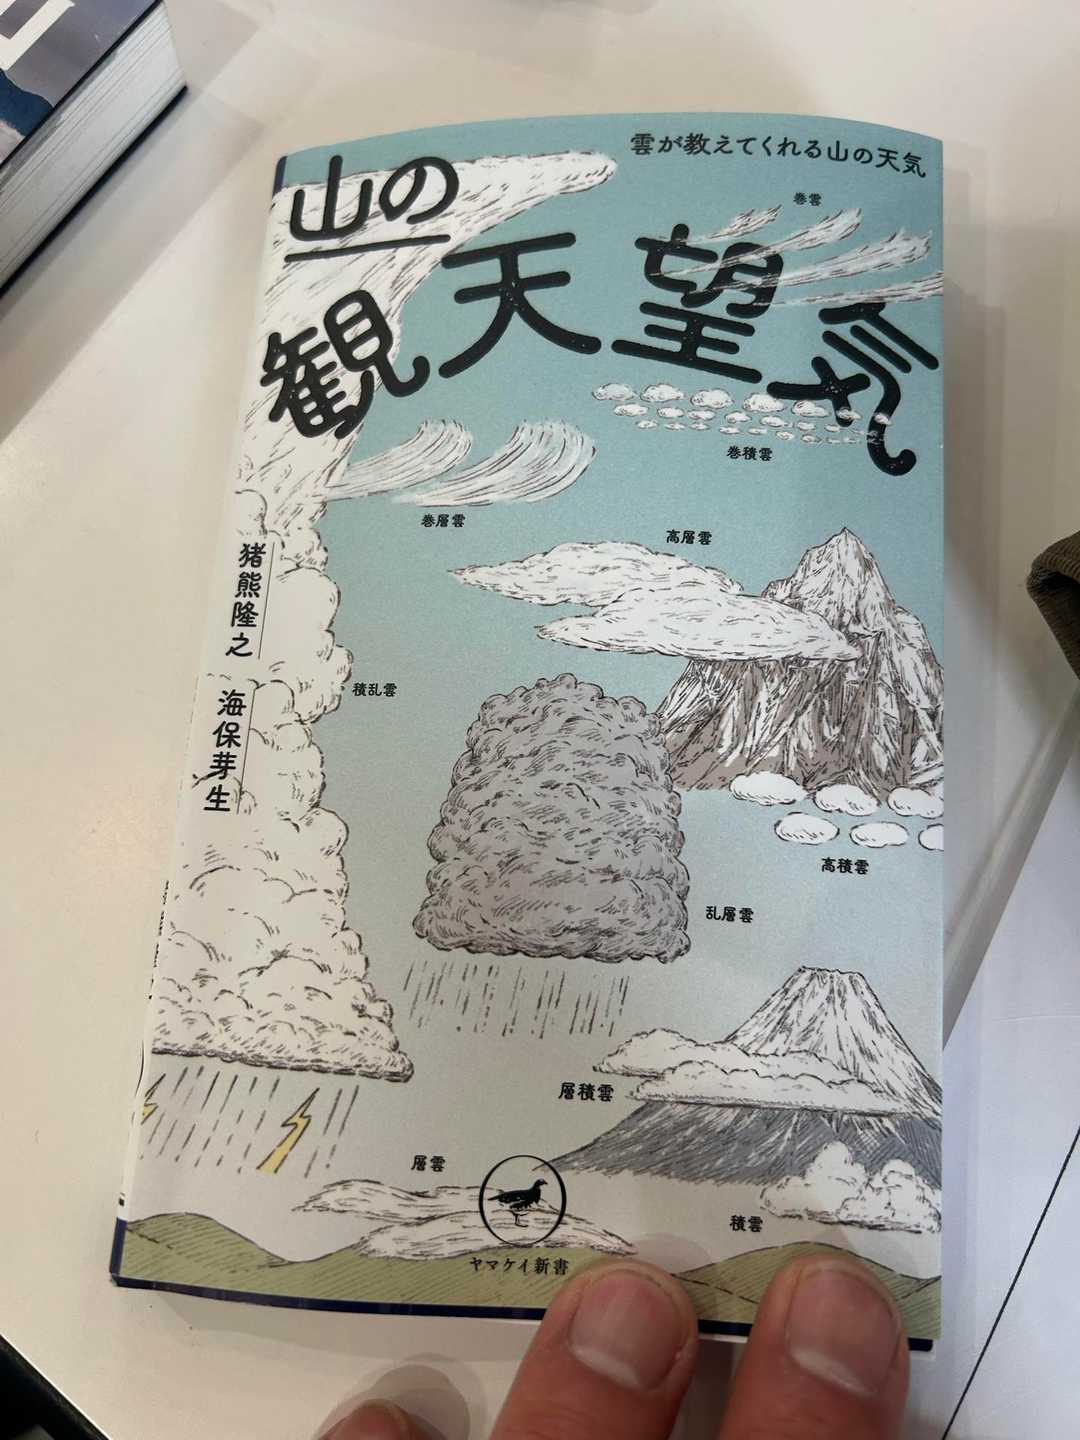 雲が教えてくれる山の天気
山の
観天望気
巻雲
巻積雲
巻層雲
高層雲
猪熊隆之
海保芽生
積乱雲
高積雲
乱層雲
層積雲
層雲
積雲
ヤマケイ新書